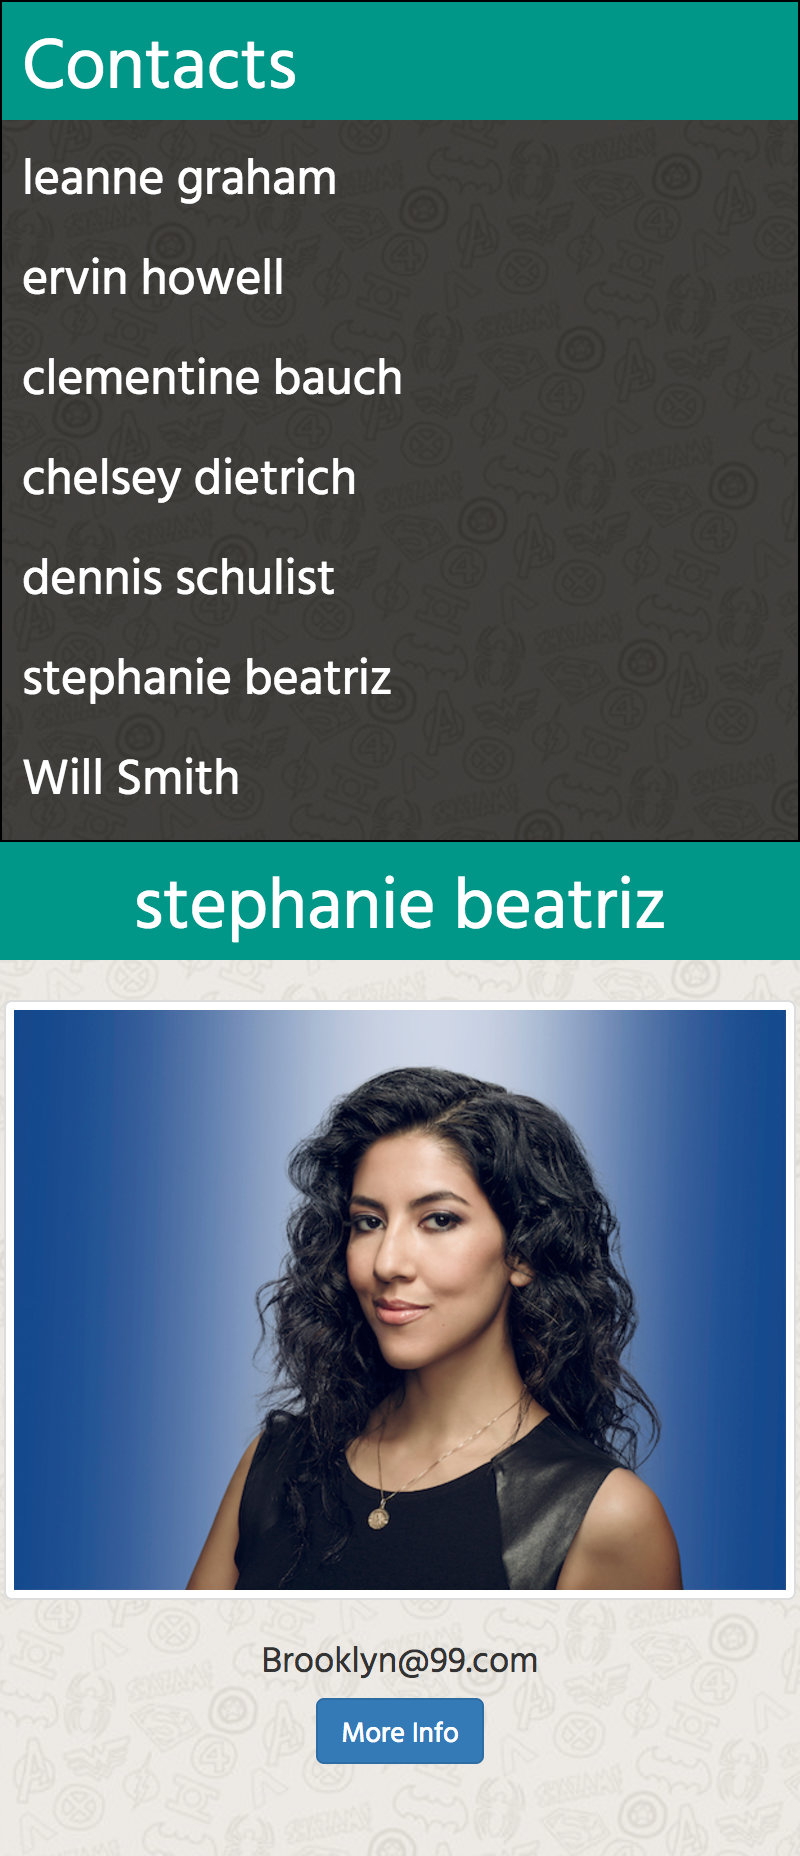 Contacts
leanne graham
ervin howell
clementine bauch
chelsey dietrich
dennis schulist
stephanie beatriz
Will Smith
stephanie beatriz
Brooklyn@99.com
More Info